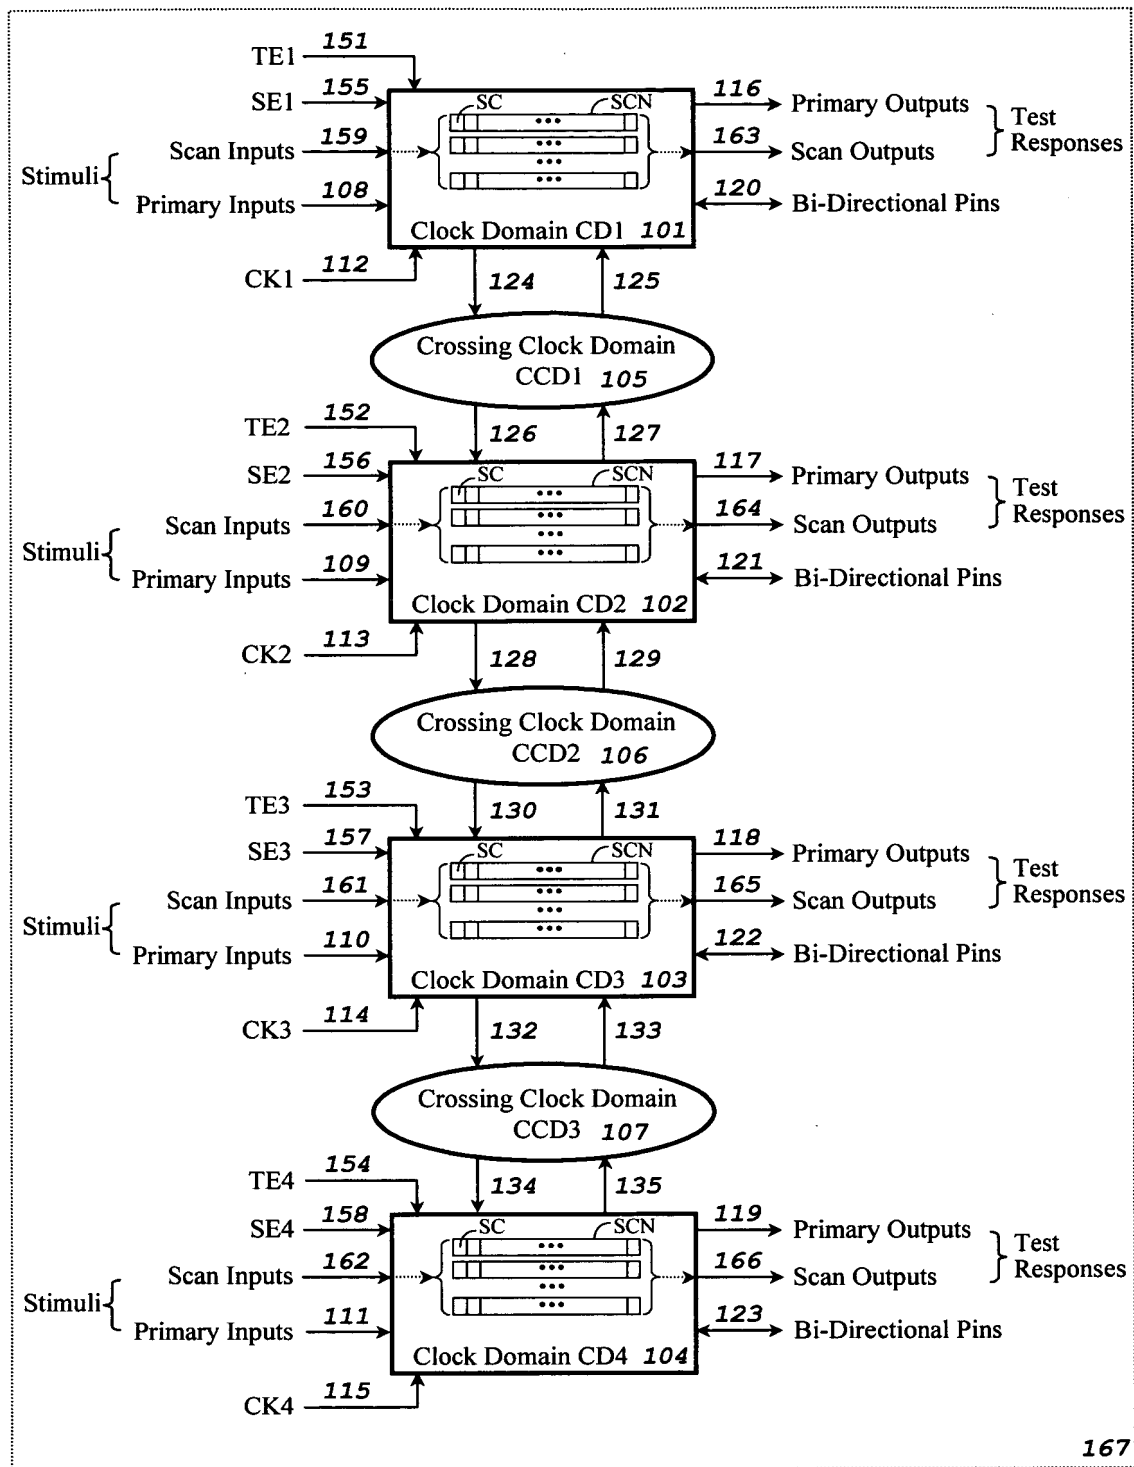 TE1 151
SE1 155
SC SCN
116 Primary Outputs
Scan Inputs 159
163 Scan Outputs
Test
Responses
Stimuli
Primary Inputs 108
120 Bi-Directional Pins
Clock Domain CD1 101
CK1 112
124 125
Crossing Clock Domain
CCD1 105
TE2 152
126 127
SE2 156
SC SCN
117 Primary Outputs
Scan Inputs 160
164 Scan Outputs
Test
Responses
Stimuli
Primary Inputs 109
121 Bi-Directional Pins
Clock Domain CD2 102
CK2 113
128 129
Crossing Clock Domain
CCD2 106
TE3 153
130 131
SE3 157
SC SCN
118 Primary Outputs
Scan Inputs 161
165 Scan Outputs
Test
Responses
Stimuli
Primary Inputs 110
122 Bi-Directional Pins
Clock Domain CD3 103
CK3 114
132 133
Crossing Clock Domain
CCD3 107
TE4 154
134 135
SE4 158
SC SCN
119 Primary Outputs
Scan Inputs 162
166 Scan Outputs
Test
Responses
Stimuli
Primary Inputs 111
123 Bi-Directional Pins
Clock Domain CD4 104
CK4 115
167